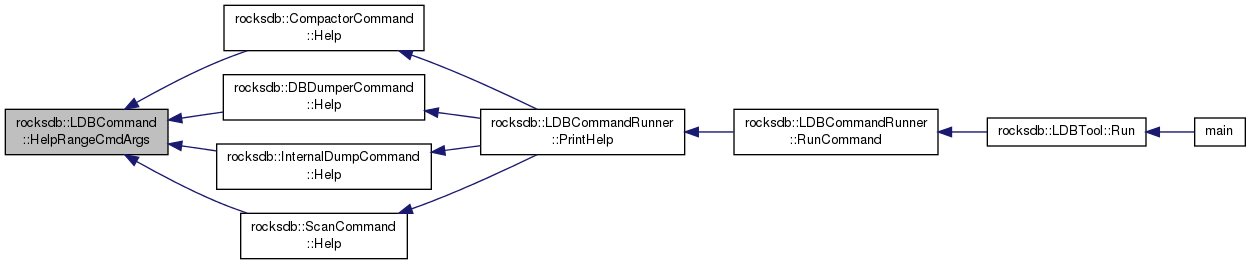 rocksdb::CompactorCommand
::Help
rocksdb::DBDumperCommand
::Help
rocksdb::LDBCommand
::HelpRangeCmdArgs
rocksdb::InternalDumpCommand
::Help
rocksdb::ScanCommand
::Help
rocksdb::LDBCommandRunner
::PrintHelp
rocksdb::LDBCommandRunner
::RunCommand
rocksdb::LDBTool::Run
main